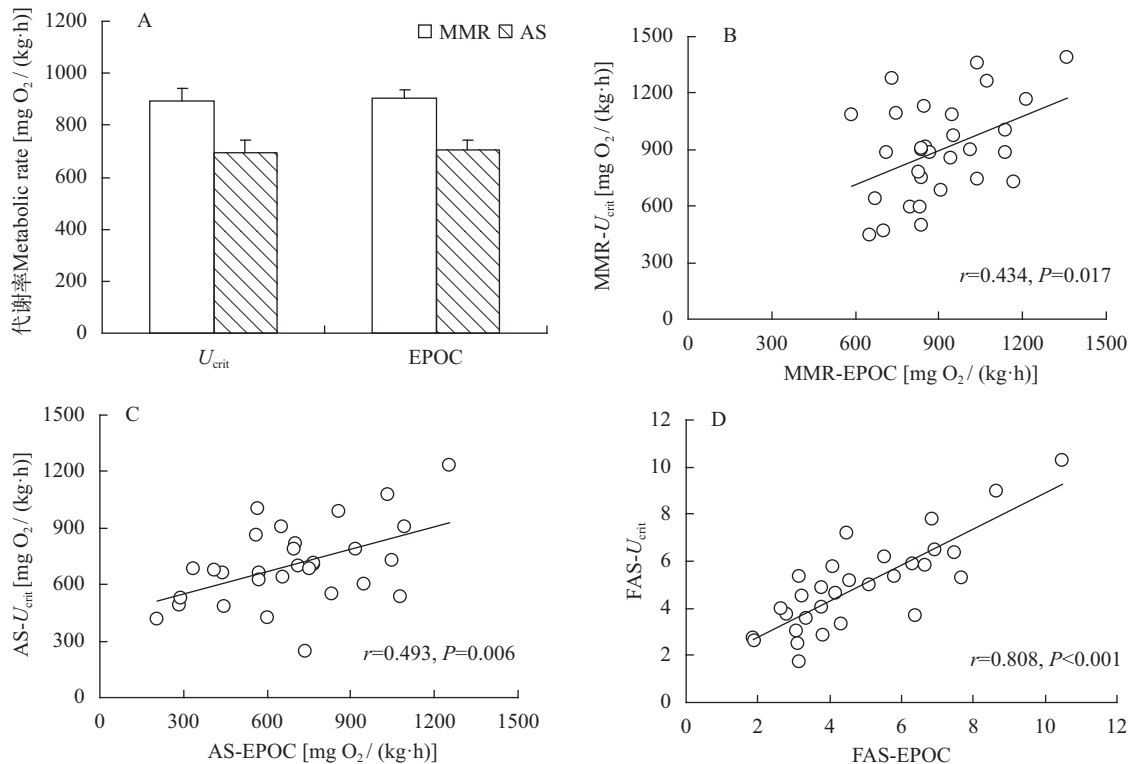 A
□ MMR ▧ AS
代谢率Metabolic rate [mg O₂ / (kg·h)]
1200
1000
800
600
400
200
0
U_crit
EPOC
B
MMR-U_crit [mg O₂ / (kg·h)]
1500
1200
900
600
300
0
r=0.434, P=0.017
0 300 600 900 1200 1500
MMR-EPOC [mg O₂ / (kg·h)]
C
AS-U_crit [mg O₂ / (kg·h)]
1500
1200
900
600
300
0
r=0.493, P=0.006
0 300 600 900 1200 1500
AS-EPOC [mg O₂ / (kg·h)]
D
FAS-U_crit
12
10
8
6
4
2
0
r=0.808, P<0.001
0 2 4 6 8 10 12
FAS-EPOC